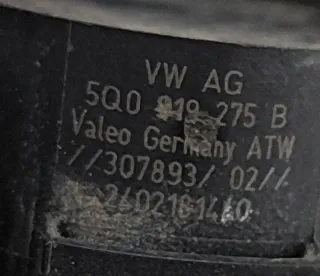 VW AG
5Q0 919 275 B
Valeo Germany ATW
//307893/ 02//